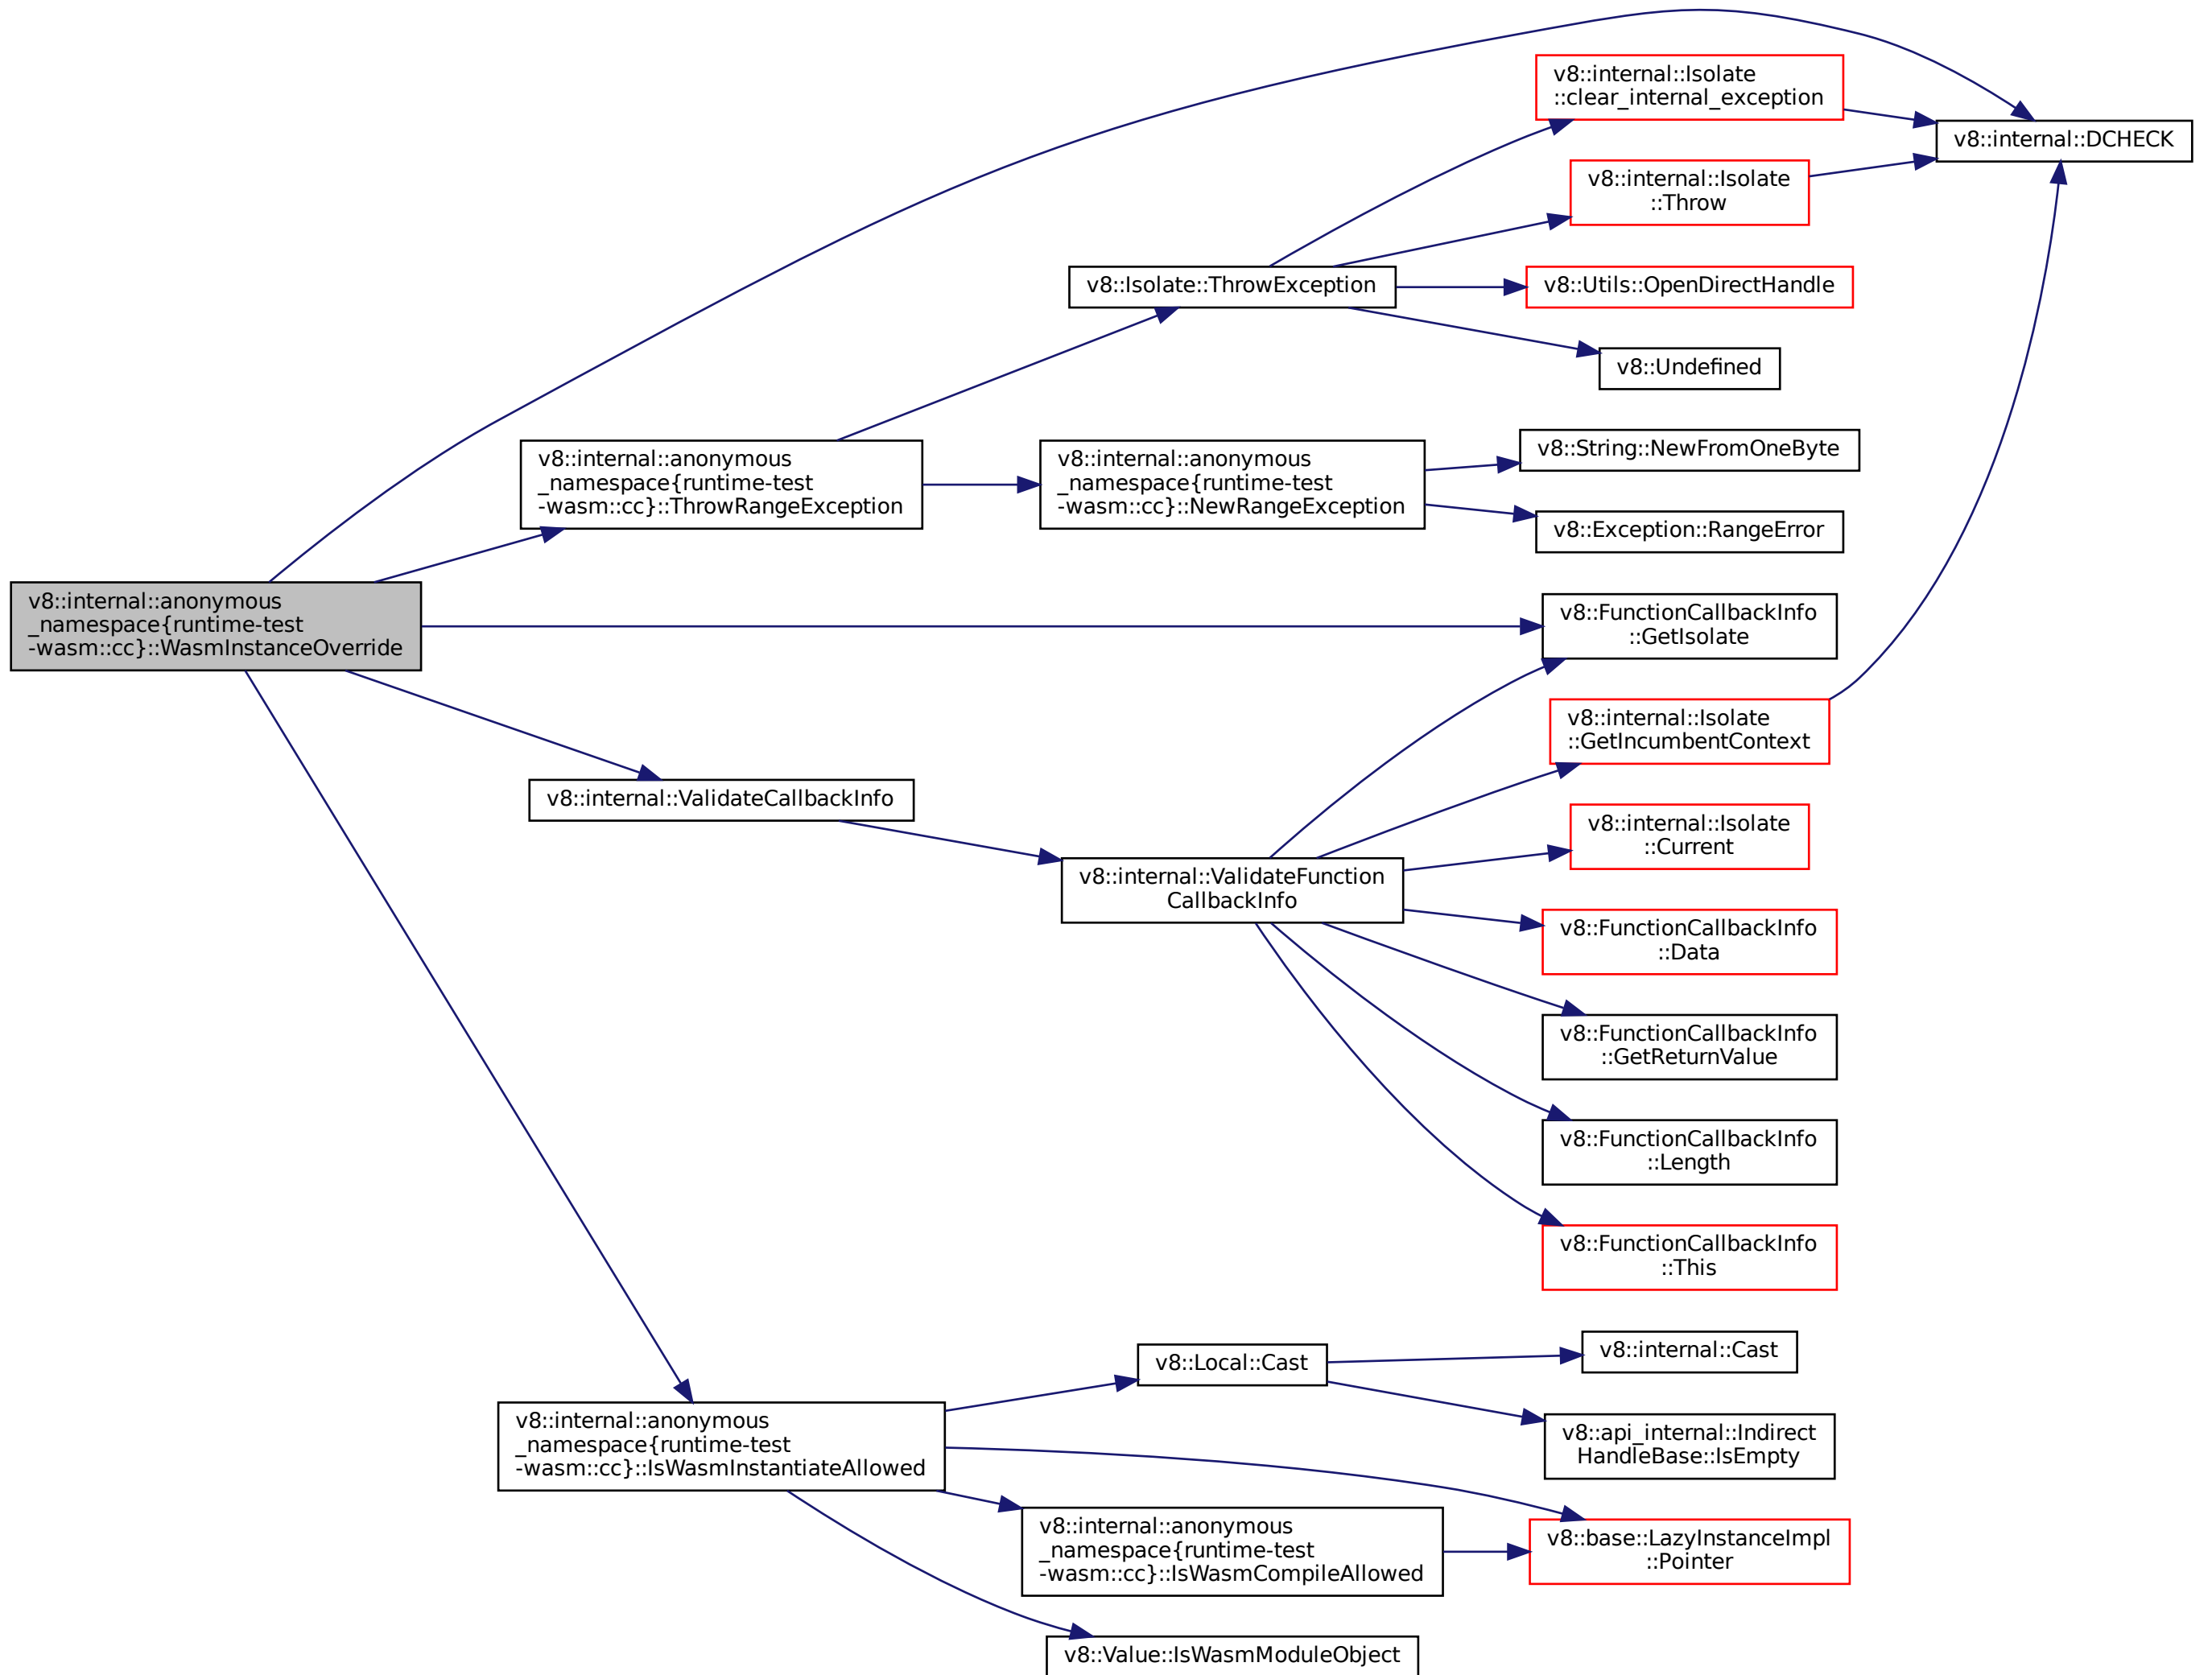 v8::internal::Isolate
::clear_internal_exception
v8::internal::DCHECK
v8::internal::Isolate
::Throw
v8::Isolate::ThrowException
v8::Utils::OpenDirectHandle
v8::Undefined
v8::internal::anonymous
_namespace{runtime-test
-wasm::cc}::ThrowRangeException
v8::internal::anonymous
_namespace{runtime-test
-wasm::cc}::NewRangeException
v8::String::NewFromOneByte
v8::Exception::RangeError
v8::internal::anonymous
_namespace{runtime-test
-wasm::cc}::WasmInstanceOverride
v8::FunctionCallbackInfo
::GetIsolate
v8::internal::Isolate
::GetIncumbentContext
v8::internal::ValidateCallbackInfo
v8::internal::Isolate
::Current
v8::internal::ValidateFunction
CallbackInfo
v8::FunctionCallbackInfo
::Data
v8::FunctionCallbackInfo
::GetReturnValue
v8::FunctionCallbackInfo
::Length
v8::FunctionCallbackInfo
::This
v8::Local::Cast
v8::internal::Cast
v8::internal::anonymous
_namespace{runtime-test
-wasm::cc}::IsWasmInstantiateAllowed
v8::api_internal::Indirect
HandleBase::IsEmpty
v8::internal::anonymous
_namespace{runtime-test
-wasm::cc}::IsWasmCompileAllowed
v8::base::LazyInstanceImpl
::Pointer
v8::Value::IsWasmModuleObject